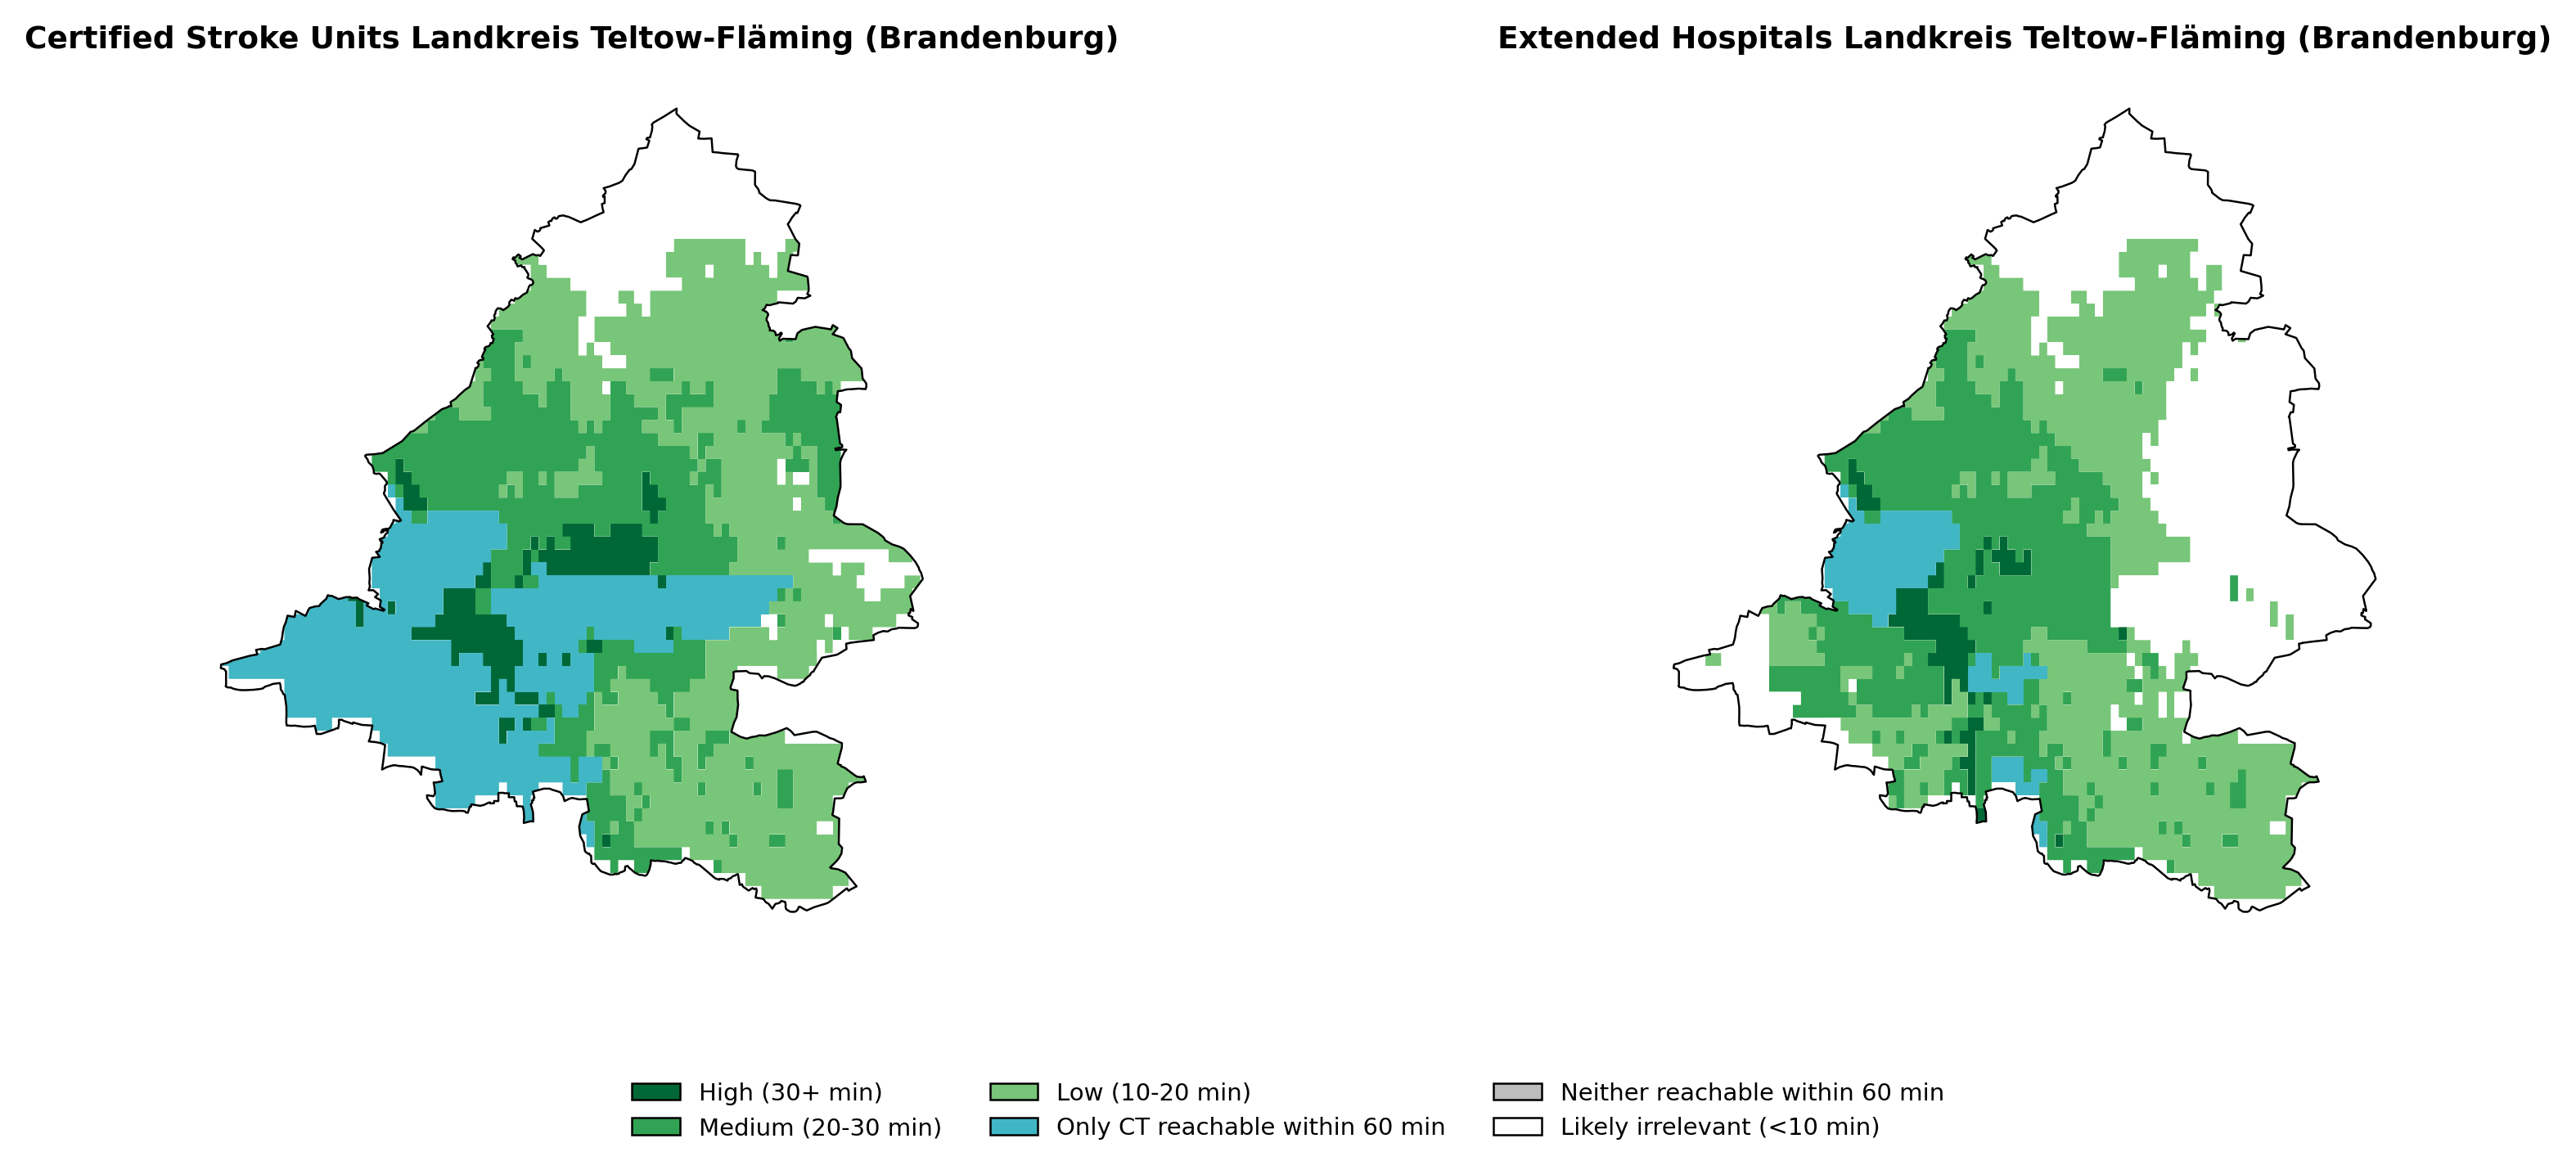 Certified Stroke Units Landkreis Teltow-Fläming (Brandenburg)
Extended Hospitals Landkreis Teltow-Fläming (Brandenburg)
High (30+ min)
Medium (20-30 min)
Low (10-20 min)
Only CT reachable within 60 min
Neither reachable within 60 min
Likely irrelevant (<10 min)